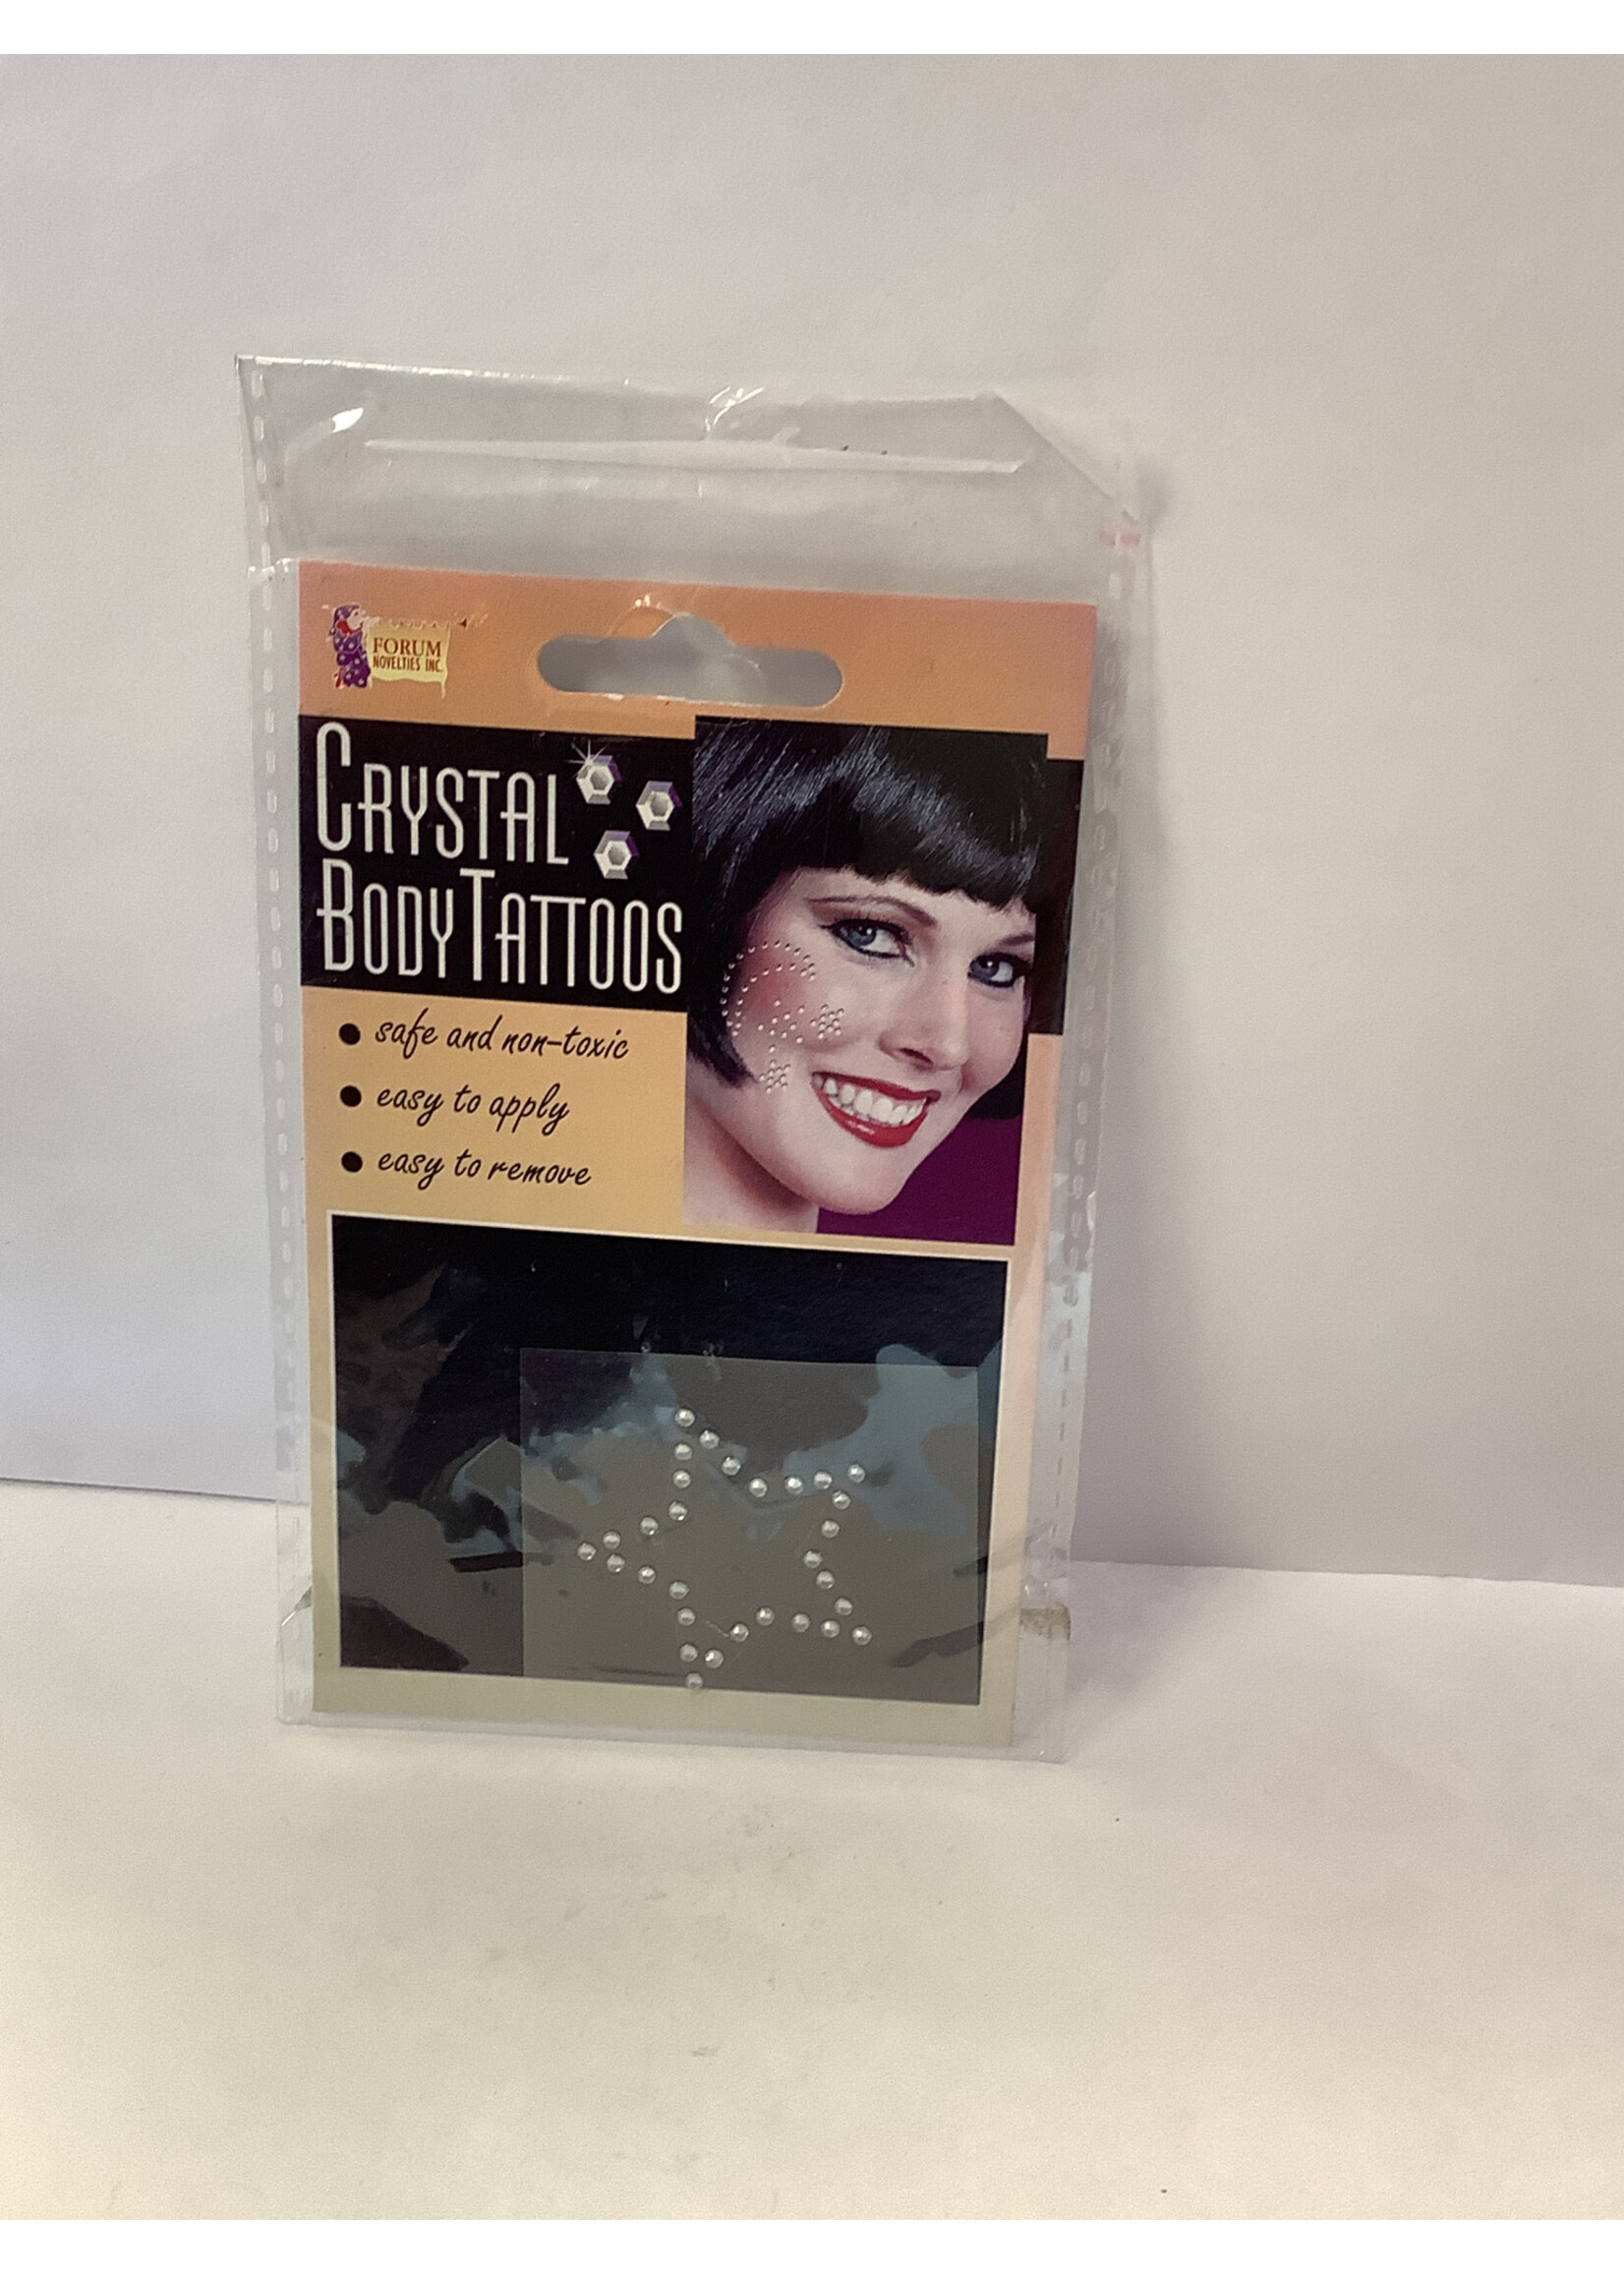 FORUM
NOVELTIES INC.
CRYSTAL
BODY TATTOOS
safe and non-toxic
easy to apply
easy to remove